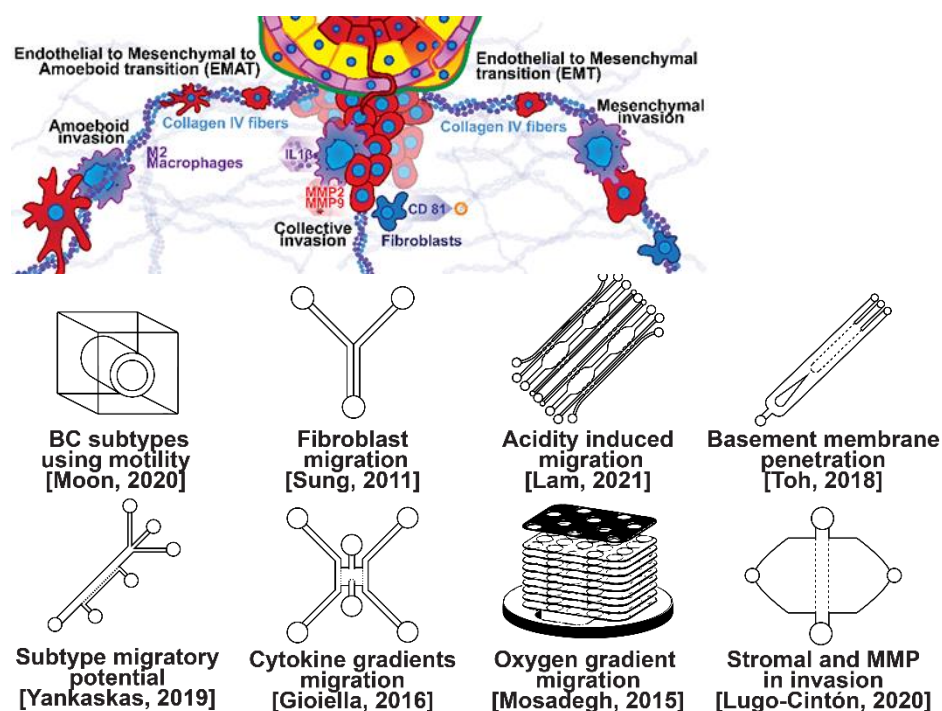 Endothelial to Mesenchymal to
Amoeboid transition (EMAT)
Endothelial to Mesenchymal
transition (EMT)
Collagen IV fibers
Collagen IV fibers
Mesenchymal
invasion
Amoeboid
invasion
M2
Macrophages
IL1β
MMP2
MMP9
CD 81
Collective
invasion
Fibroblasts
BC subtypes
using motility
[Moon, 2020]
Fibroblast
migration
[Sung, 2011]
Acidity induced
migration
[Lam, 2021]
Basement membrane
penetration
[Toh, 2018]
Subtype migratory
potential
[Yankaskas, 2019]
Cytokine gradients
migration
[Gioiella, 2016]
Oxygen gradient
migration
[Mosadegh, 2015]
Stromal and MMP
in invasion
[Lugo-Cintón, 2020]